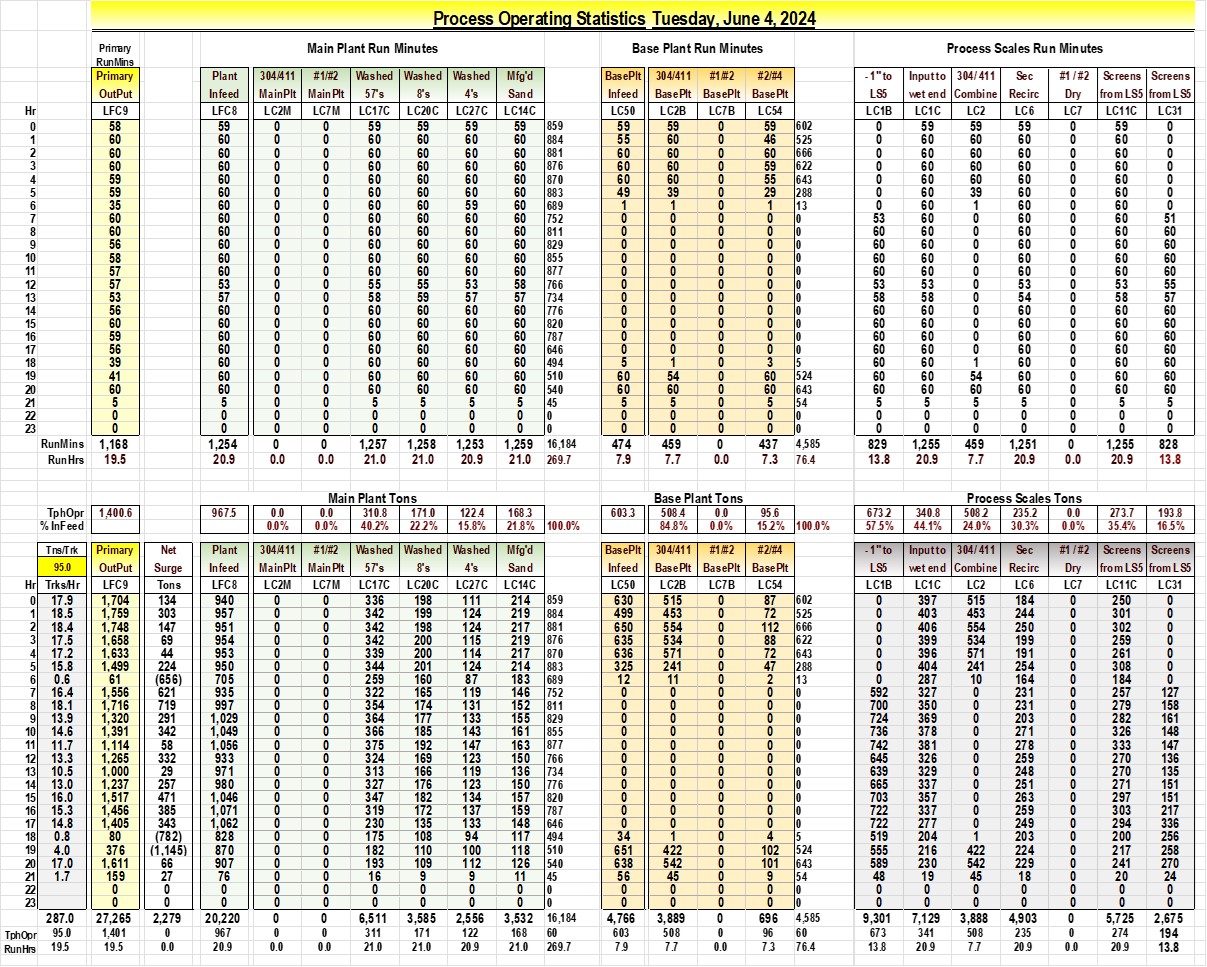 Process Operating Statistics Tuesday, June 4, 2024
Primary Main Plant Run Minutes Base Plant Run Minutes Process Scales Run Minutes
RunMins
Primary Plant 304/411 #1/#2 Washed Washed Washed Mfg'd BasePlt 304/411 #1/#2 #2/#4 - 1" to Input to 304/ 411 Sec #1 / #2 Screens Screens
OutPut Infeed MainPlt MainPlt 57's 8's 4's Sand Infeed BasePlt BasePlt BasePlt LS5 wet end Combine Recirc Dry from LS5 from LS5
Hr LFC9 LFC8 LC2M LC7M LC17C LC20C LC27C LC14C LC50 LC2B LC7B LC54 LC1B LC1C LC2 LC6 LC7 LC11C LC31
0 58 59 0 0 59 59 59 59 859 59 59 0 59 602 0 59 59 59 0 59 0
1 60 60 0 0 60 60 60 60 884 55 60 0 46 525 0 60 60 60 0 60 0
2 60 60 0 0 60 60 60 60 881 60 60 0 60 666 0 60 60 60 0 60 0
3 60 60 0 0 60 60 60 60 876 60 60 0 59 622 0 60 60 60 0 60 0
4 59 60 0 0 60 60 60 60 870 60 60 0 55 643 0 60 60 60 0 60 0
5 59 60 0 0 60 60 60 60 883 49 39 0 29 288 0 60 39 60 0 60 0
6 35 60 0 0 60 60 59 60 689 1 1 0 1 13 0 60 1 60 0 60 0
7 60 60 0 0 60 60 60 60 752 0 0 0 0 0 53 60 0 60 0 60 51
8 60 60 0 0 60 60 60 60 811 0 0 0 0 0 60 60 0 60 0 60 60
9 56 60 0 0 60 60 60 60 829 0 0 0 0 0 60 60 0 60 0 60 60
10 58 60 0 0 60 60 60 60 855 0 0 0 0 0 60 60 0 60 0 60 60
11 57 60 0 0 60 60 60 60 877 0 0 0 0 0 60 60 0 60 0 60 60
12 57 53 0 0 55 55 53 58 766 0 0 0 0 0 53 53 0 53 0 53 55
13 53 57 0 0 58 59 57 57 734 0 0 0 0 0 58 58 0 54 0 58 57
14 56 60 0 0 60 60 60 60 776 0 0 0 0 0 60 60 0 60 0 60 60
15 60 60 0 0 60 60 60 60 820 0 0 0 0 0 60 60 0 60 0 60 60
16 59 60 0 0 60 60 60 60 787 0 0 0 0 0 60 60 0 60 0 60 60
17 56 60 0 0 60 60 60 60 646 0 0 0 0 0 60 60 0 60 0 60 60
18 39 60 0 0 60 60 60 60 494 5 1 0 3 5 60 60 1 60 0 60 60
19 41 60 0 0 60 60 60 60 510 60 54 0 60 524 60 60 54 60 0 60 60
20 60 60 0 0 60 60 60 60 540 60 60 0 60 643 60 60 60 60 0 60 60
21 5 5 0 0 5 5 5 5 45 5 5 0 5 54 5 5 5 5 0 5 5
22 0 0 0 0 0 0 0 0 0 0 0 0 0 0 0 0 0 0 0 0 0
23 0 0 0 0 0 0 0 0 0 0 0 0 0 0 0 0 0 0 0 0 0
RunMins 1,168 1,254 0 0 1,257 1,258 1,253 1,259 16,184 474 459 0 437 4,585 829 1,255 459 1,251 0 1,255 828
Run Hrs 19.5 20.9 0.0 0.0 21.0 21.0 20.9 21.0 269.7 7.9 7.7 0.0 7.3 76.4 13.8 20.9 7.7 20.9 0.0 20.9 13.8
Main Plant Tons Base Plant Tons Process Scales Tons
TphOpr 1,400.6 967.5 0.0 0.0 310.8 171.0 122.4 168.3 603.3 508.4 0.0 95.6 673.2 340.8 508.2 235.2 0.0 273.7 193.8
% InFeed 0.0% 0.0% 40.2% 22.2% 15.8% 21.8% 100.0% 84.8% 0.0% 15.2% 100.0% 57.5% 44.1% 24.0% 30.3% 0.0% 35.4% 16.5%
Tns/Trk Primary Net Plant 304/411 #1/#2 Washed Washed Washed Mfg'd BasePlt 304/411 #1/#2 #2/#4 - 1" to Input to 304/ 411 Sec #1 / #2 Screens Screens
95.0 OutPut Surge Infeed MainPlt MainPlt 57's 8's 4's Sand Infeed BasePlt BasePlt BasePlt LS5 wet end Combine Recirc Dry from LS5 from LS5
Hr Trks/Hr LFC9 Tons LFC8 LC2M LC7M LC17C LC20C LC27C LC14C LC50 LC2B LC7B LC54 LC1B LC1C LC2 LC6 LC7 LC11C LC31
0 17.9 1,704 134 940 0 0 336 198 111 214 859 630 515 0 87 602 0 397 515 184 0 250 0
1 18.5 1,759 303 957 0 0 342 199 124 219 884 499 453 0 72 525 0 403 453 244 0 301 0
2 18.4 1,748 147 951 0 0 342 198 124 217 881 650 554 0 112 666 0 406 554 250 0 302 0
3 17.5 1,658 69 954 0 0 342 200 115 219 876 635 534 0 88 622 0 399 534 199 0 259 0
4 17.2 1,633 44 953 0 0 339 200 114 217 870 636 571 0 72 643 0 396 571 191 0 261 0
5 15.8 1,499 224 950 0 0 344 201 124 214 883 325 241 0 47 288 0 404 241 254 0 308 0
6 0.6 61 (656) 705 0 0 259 160 87 183 689 12 11 0 2 13 0 287 10 164 0 184 0
7 16.4 1,556 621 935 0 0 322 165 119 146 752 0 0 0 0 0 592 327 0 231 0 257 127
8 18.1 1,716 719 997 0 0 354 174 131 152 811 0 0 0 0 0 700 350 0 231 0 279 158
9 13.9 1,320 291 1,029 0 0 364 177 133 155 829 0 0 0 0 0 724 369 0 203 0 282 161
10 14.6 1,391 342 1,049 0 0 366 185 143 161 855 0 0 0 0 0 736 378 0 271 0 326 148
11 11.7 1,114 58 1,056 0 0 375 192 147 163 877 0 0 0 0 0 742 381 0 278 0 333 147
12 13.3 1,265 332 933 0 0 324 169 123 150 766 0 0 0 0 0 645 326 0 259 0 270 136
13 10.5 1,000 29 971 0 0 313 166 119 136 734 0 0 0 0 0 639 329 0 248 0 270 135
14 13.0 1,237 257 980 0 0 327 176 123 150 776 0 0 0 0 0 665 337 0 251 0 271 151
15 16.0 1,517 471 1,046 0 0 347 182 134 157 820 0 0 0 0 0 703 357 0 263 0 297 151
16 15.3 1,456 385 1,071 0 0 319 172 137 159 787 0 0 0 0 0 722 337 0 259 0 303 217
17 14.8 1,405 343 1,062 0 0 230 135 133 148 646 0 0 0 0 0 722 277 0 249 0 294 336
18 0.8 80 (782) 828 0 0 175 108 94 117 494 34 1 0 4 5 519 204 1 203 0 200 256
19 4.0 376 (1,145) 870 0 0 182 110 100 118 510 651 422 0 102 524 555 216 422 224 0 217 258
20 17.0 1,611 66 907 0 0 193 109 112 126 540 638 542 0 101 643 589 230 542 229 0 241 270
21 1.7 159 27 76 0 0 16 9 9 11 45 56 45 0 9 54 48 19 45 18 0 20 24
22 0 0 0 0 0 0 0 0 0 0 0 0 0 0 0 0 0 0 0 0 0 0
23 0 0 0 0 0 0 0 0 0 0 0 0 0 0 0 0 0 0 0 0 0 0
287.0 27,265 2,279 20,220 0 0 6,511 3,585 2,556 3,532 16,184 4,766 3,889 0 696 4,585 9,301 7,129 3,888 4,903 0 5,725 2,675
TphOpr 95.0 1,401 0 967 0 0 311 171 122 168 60 603 508 0 96 60 673 341 508 235 0 274 194
RunHrs 19.5 19.5 0.0 20.9 0.0 0.0 21.0 21.0 20.9 21.0 269.7 7.9 7.7 0.0 7.3 76.4 13.8 20.9 7.7 20.9 0.0 20.9 13.8